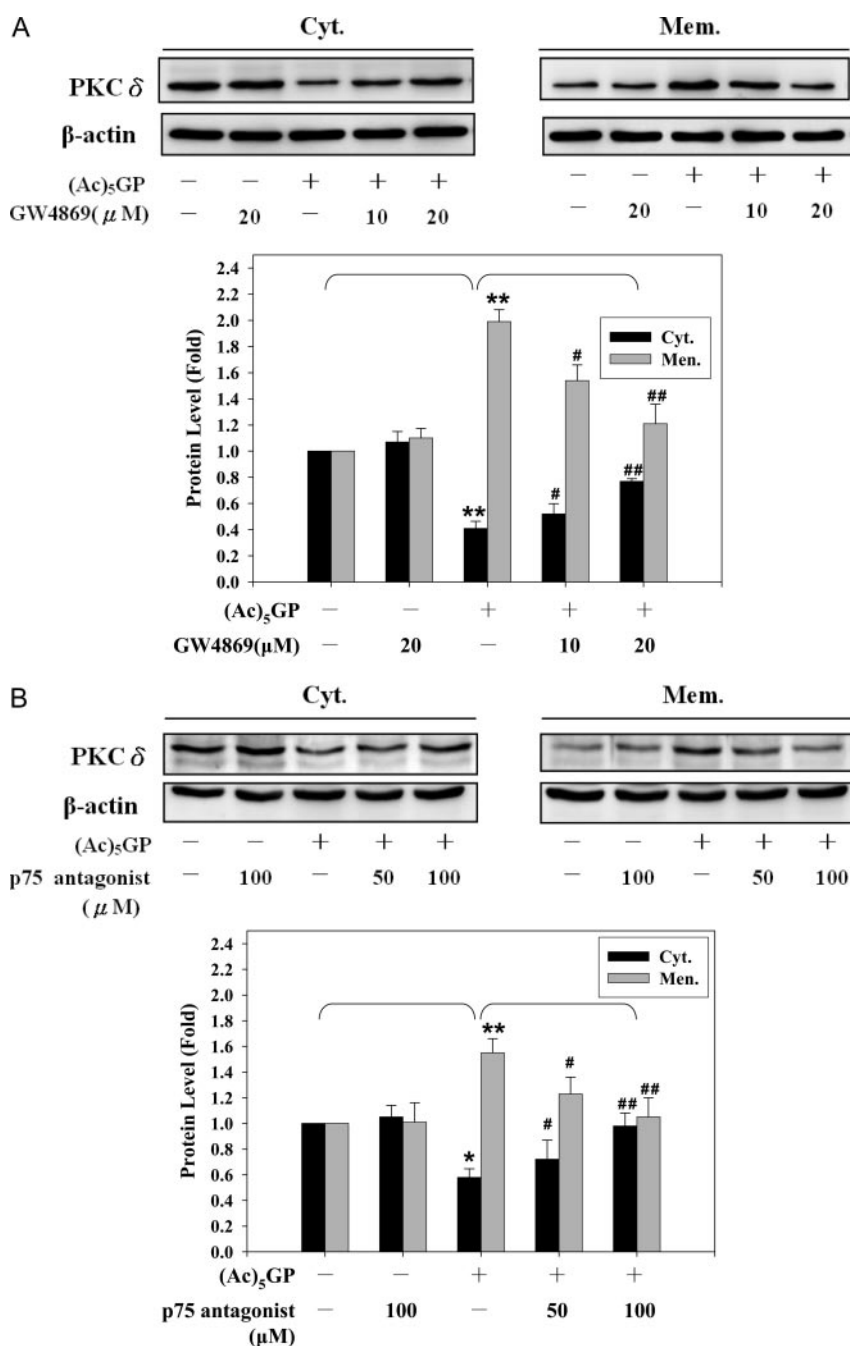 A
Cyt. Mem.
PKC δ
β-actin
(Ac)₅GP — — + + + — — + + +
GW4869(μM) — 20 — 10 20 — 20 — 10 20
2.4
2.2
2.0
1.8
1.6
1.4
1.2
1.0
0.8
0.6
0.4
0.2
0.0
Protein Level (Fold)
** ** # # ## ##
Cyt.
Men.
(Ac)₅GP — — + + +
GW4869(μM) — 20 — 10 20
B
Cyt. Mem.
PKC δ
β-actin
(Ac)₅GP — — + + + — — + + +
p75 antagonist — 100 — 50 100 — 100 — 50 100
(μM)
2.4
2.2
2.0
1.8
1.6
1.4
1.2
1.0
0.8
0.6
0.4
0.2
0.0
Protein Level (Fold)
* ** # # ## ##
Cyt.
Men.
(Ac)₅GP — — + + +
p75 antagonist — 100 — 50 100
(μM)